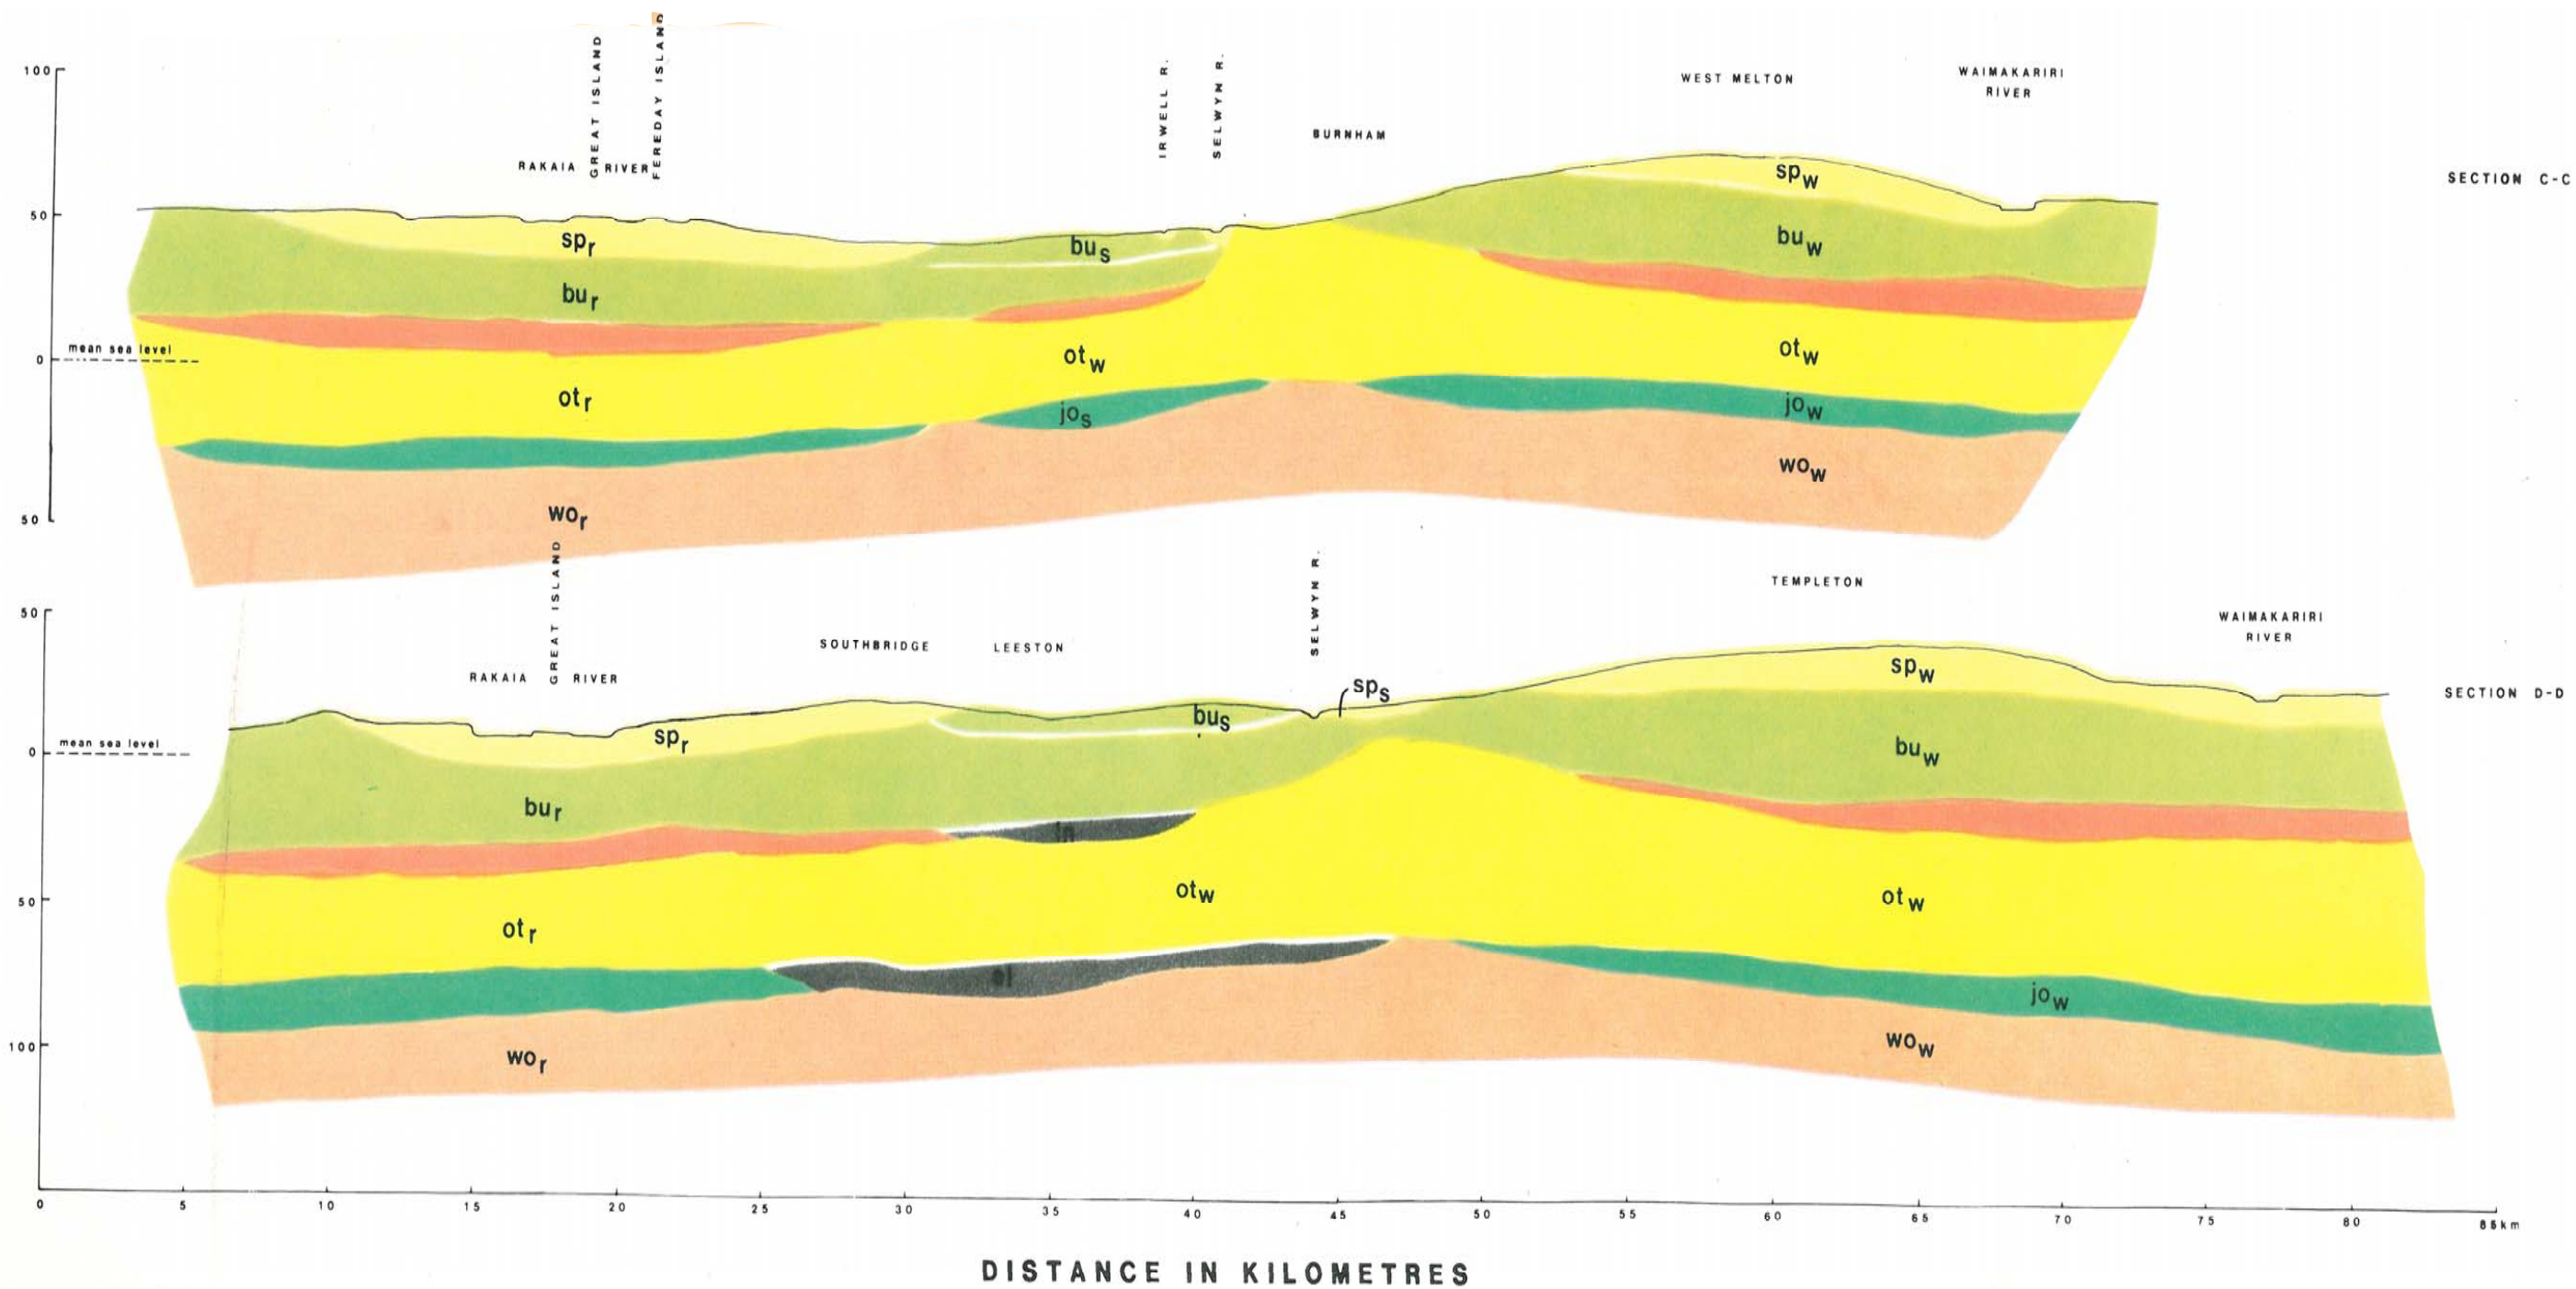 100
50
0
50
mean sea level
RAKAIA RIVER
GREAT ISLAND
FEREDAY ISLAND
IRWELL R.
SELWYN R.
BURNHAM
WEST MELTON
WAIMAKARIRI
RIVER
SECTION C-C
spr
bur
otr
wor
bus
otw
jos
spw
buw
otw
jow
wow
50
0
50
100
mean sea level
RAKAIA RIVER
GREAT ISLAND
SOUTHBRIDGE
LEESTON
SELWYN R.
TEMPLETON
WAIMAKARIRI
RIVER
SECTION D-D
spr
bur
otr
wor
bus
sps
otw
spw
buw
otw
jow
wow
0 5 10 15 20 25 30 35 40 45 50 55 60 65 70 75 80 85km
DISTANCE IN KILOMETRES